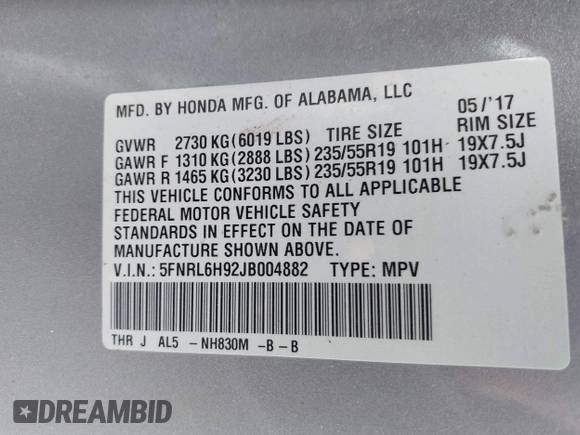 MFD. BY HONDA MFG. OF ALABAMA, LLC 05/'17
GVWR 2730 KG(6019 LBS) TIRE SIZE RIM SIZE
GAWR F 1310 KG(2888 LBS) 235/55R19 101H 19X7.5J
GAWR R 1465 KG(3230 LBS) 235/55R19 101H 19X7.5J
THIS VEHICLE CONFORMS TO ALL APPLICABLE
FEDERAL MOTOR VEHICLE SAFETY
STANDARDS IN EFFECT ON THE DATE OF
MANUFACTURE SHOWN ABOVE.
V.I.N.: 5FNRL6H92JB004882 TYPE: MPV
THR J AL5 -NH830M -B-B
DREAMBID